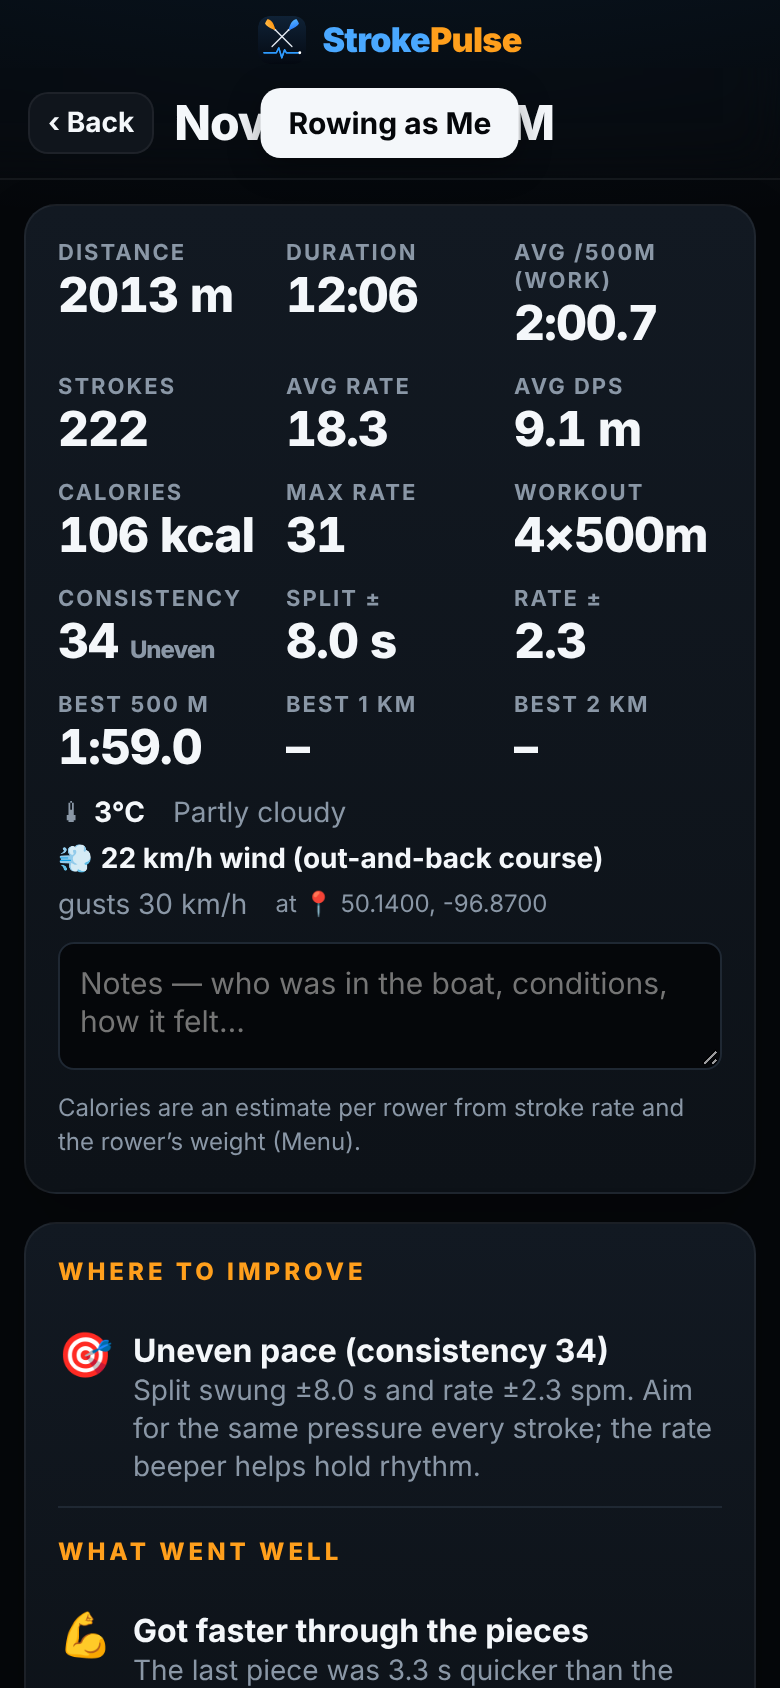 StrokePulse
‹ Back
Rowing as Me
DISTANCE
2013 m
DURATION
12:06
AVG /500M
(WORK)
2:00.7
STROKES
222
AVG RATE
18.3
AVG DPS
9.1 m
CALORIES
106 kcal
MAX RATE
31
WORKOUT
4×500m
CONSISTENCY
34 Uneven
SPLIT ±
8.0 s
RATE ±
2.3
BEST 500 M
1:59.0
BEST 1 KM
–
BEST 2 KM
–
3°C Partly cloudy
22 km/h wind (out-and-back course)
gusts 30 km/h at 50.1400, -96.8700
Notes — who was in the boat, conditions,
how it felt...
Calories are an estimate per rower from stroke rate and
the rower’s weight (Menu).
WHERE TO IMPROVE
Uneven pace (consistency 34)
Split swung ±8.0 s and rate ±2.3 spm. Aim
for the same pressure every stroke; the rate
beeper helps hold rhythm.
WHAT WENT WELL
Got faster through the pieces
The last piece was 3.3 s quicker than the